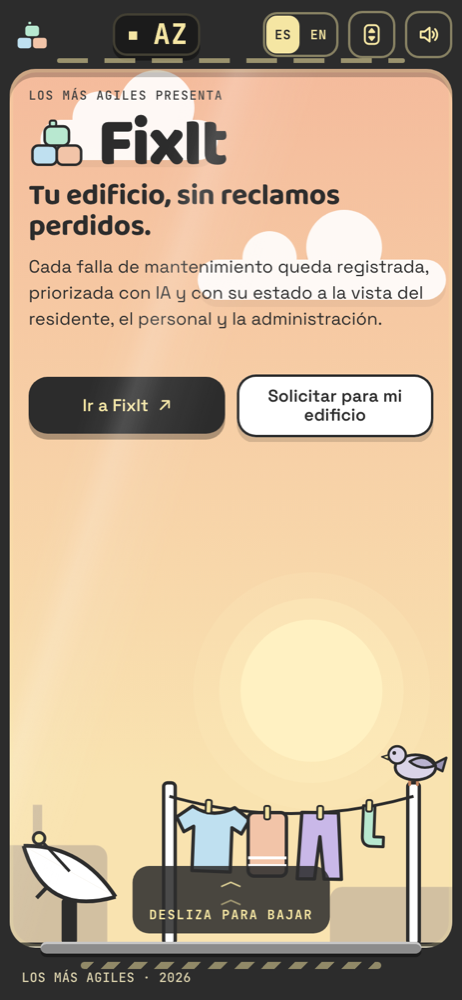 AZ
ES EN
LOS MÁS AGILES PRESENTA
FixIt
Tu edificio, sin reclamos
perdidos.
Cada falla de mantenimiento queda registrada,
priorizada con IA y con su estado a la vista del
residente, el personal y la administración.
Ir a FixIt ↗
Solicitar para mi
edificio
DESLIZA PARA BAJAR
LOS MÁS AGILES · 2026